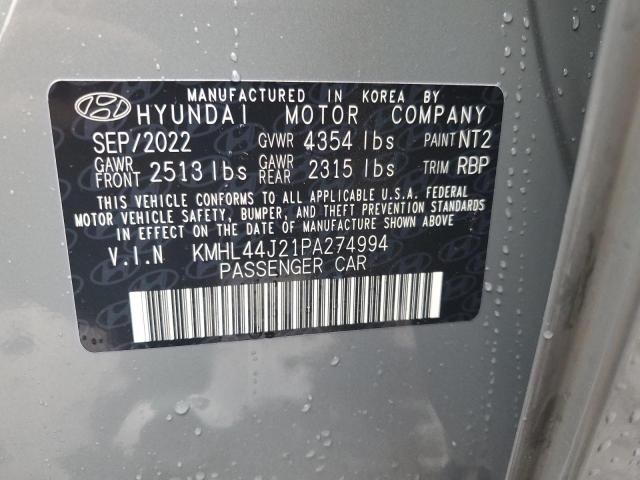 MANUFACTURED IN KOREA BY
HYUNDAI MOTOR COMPANY
SEP/2022 GVWR 4354 lbs PAINT NT2
GAWR FRONT 2513 lbs GAWR REAR 2315 lbs TRIM RBP
THIS VEHICLE CONFORMS TO ALL APPLICABLE U.S.A. FEDERAL
MOTOR VEHICLE SAFETY, BUMPER, AND THEFT PREVENTION STANDARDS
IN EFFECT ON THE DATE OF MANUFACTURE SHOWN ABOVE.
V.I.N KMHL44J21PA274994
PASSENGER CAR